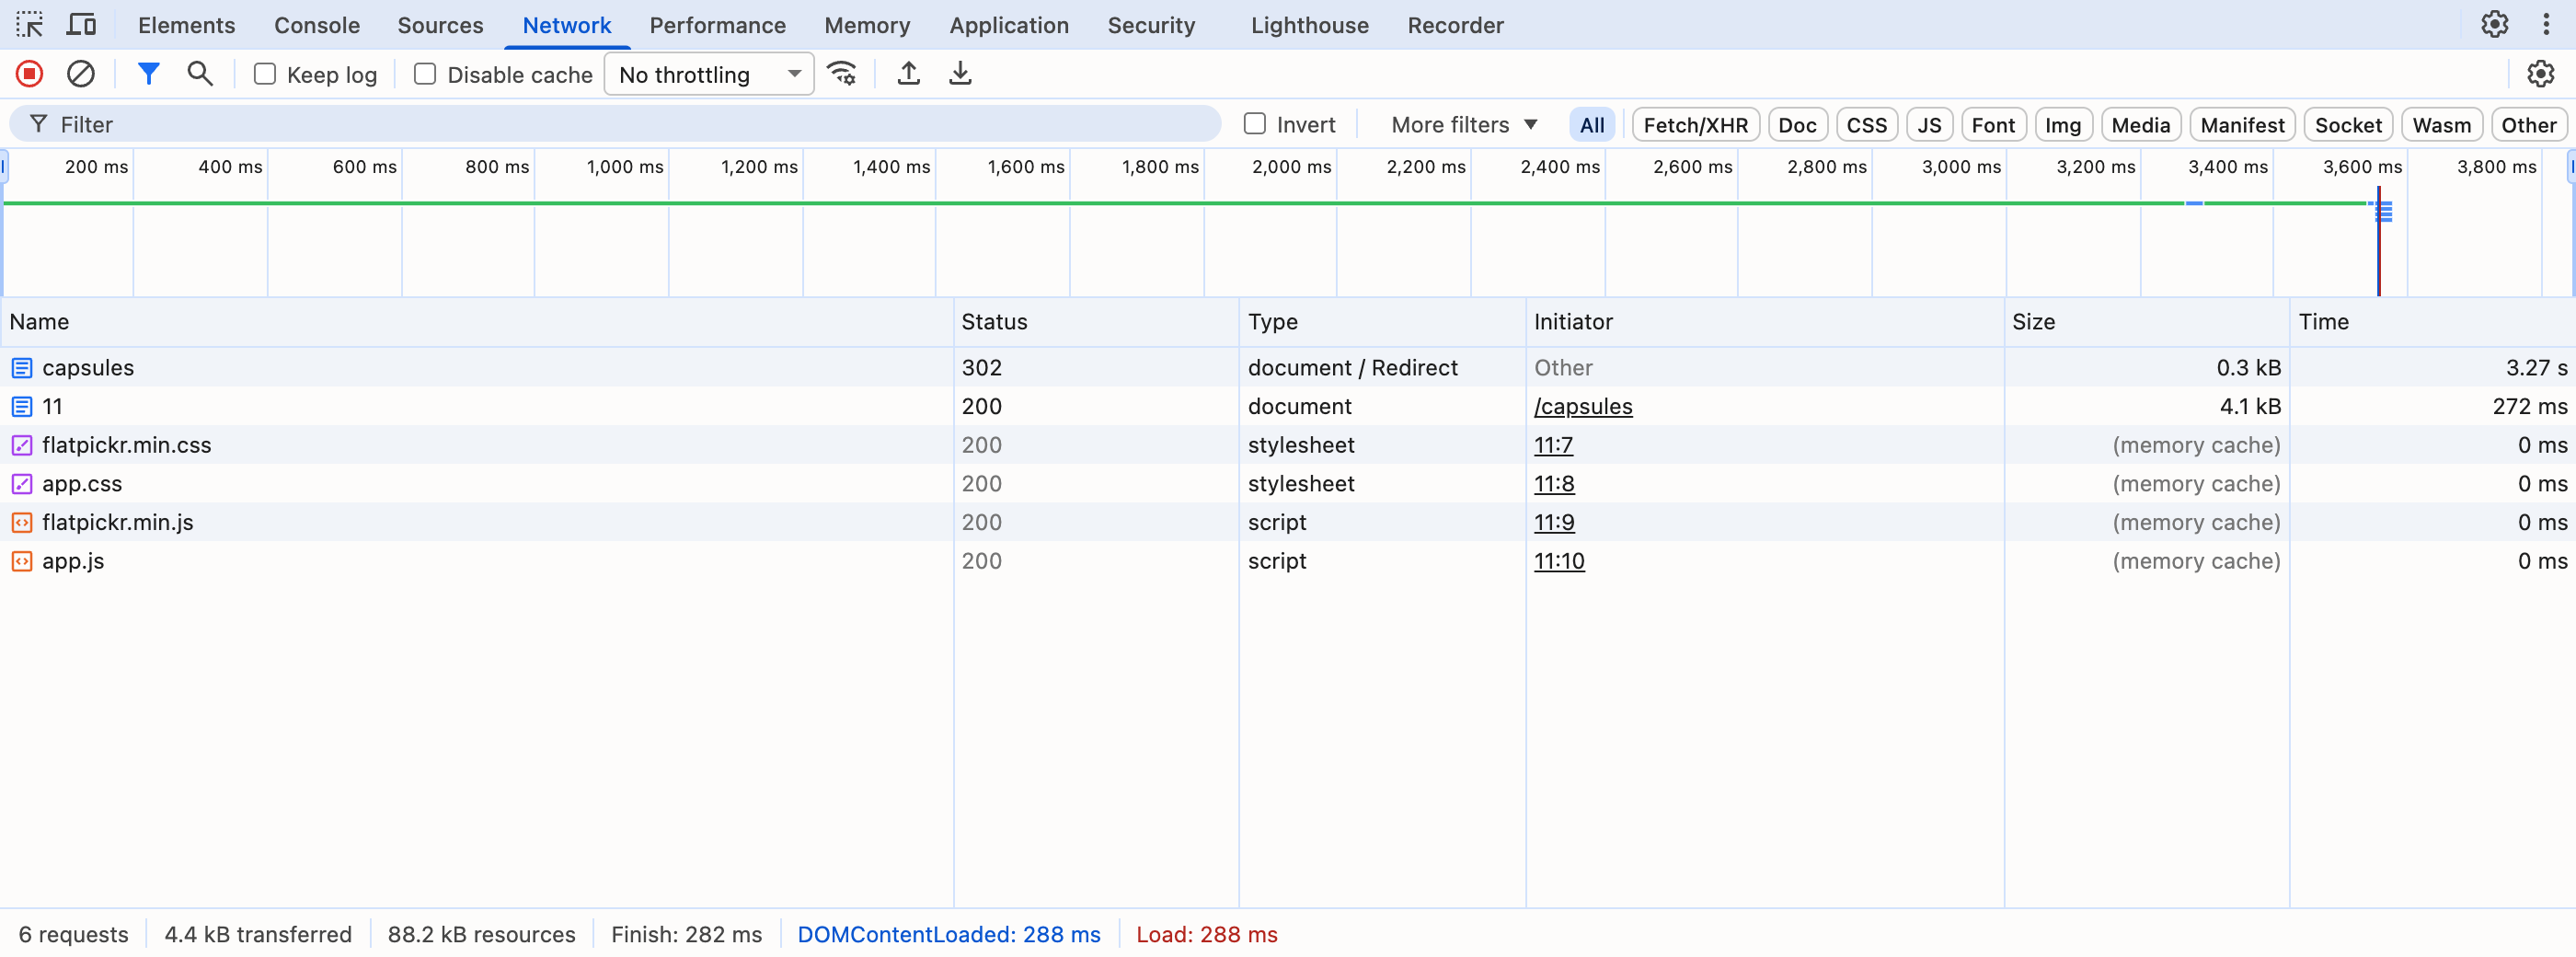 Elements Console Sources Network Performance Memory Application Security Lighthouse Recorder
Keep log Disable cache No throttling
Filter Invert More filters All Fetch/XHR Doc CSS JS Font Img Media Manifest Socket Wasm Other
200 ms 400 ms 600 ms 800 ms 1,000 ms 1,200 ms 1,400 ms 1,600 ms 1,800 ms 2,000 ms 2,200 ms 2,400 ms 2,600 ms 2,800 ms 3,000 ms 3,200 ms 3,400 ms 3,600 ms 3,800 ms
Name Status Type Initiator Size Time
capsules 302 document / Redirect Other 0.3 kB 3.27 s
11 200 document /capsules 4.1 kB 272 ms
flatpickr.min.css 200 stylesheet 11:7 (memory cache) 0 ms
app.css 200 stylesheet 11:8 (memory cache) 0 ms
flatpickr.min.js 200 script 11:9 (memory cache) 0 ms
app.js 200 script 11:10 (memory cache) 0 ms
6 requests 4.4 kB transferred 88.2 kB resources Finish: 282 ms DOMContentLoaded: 288 ms Load: 288 ms